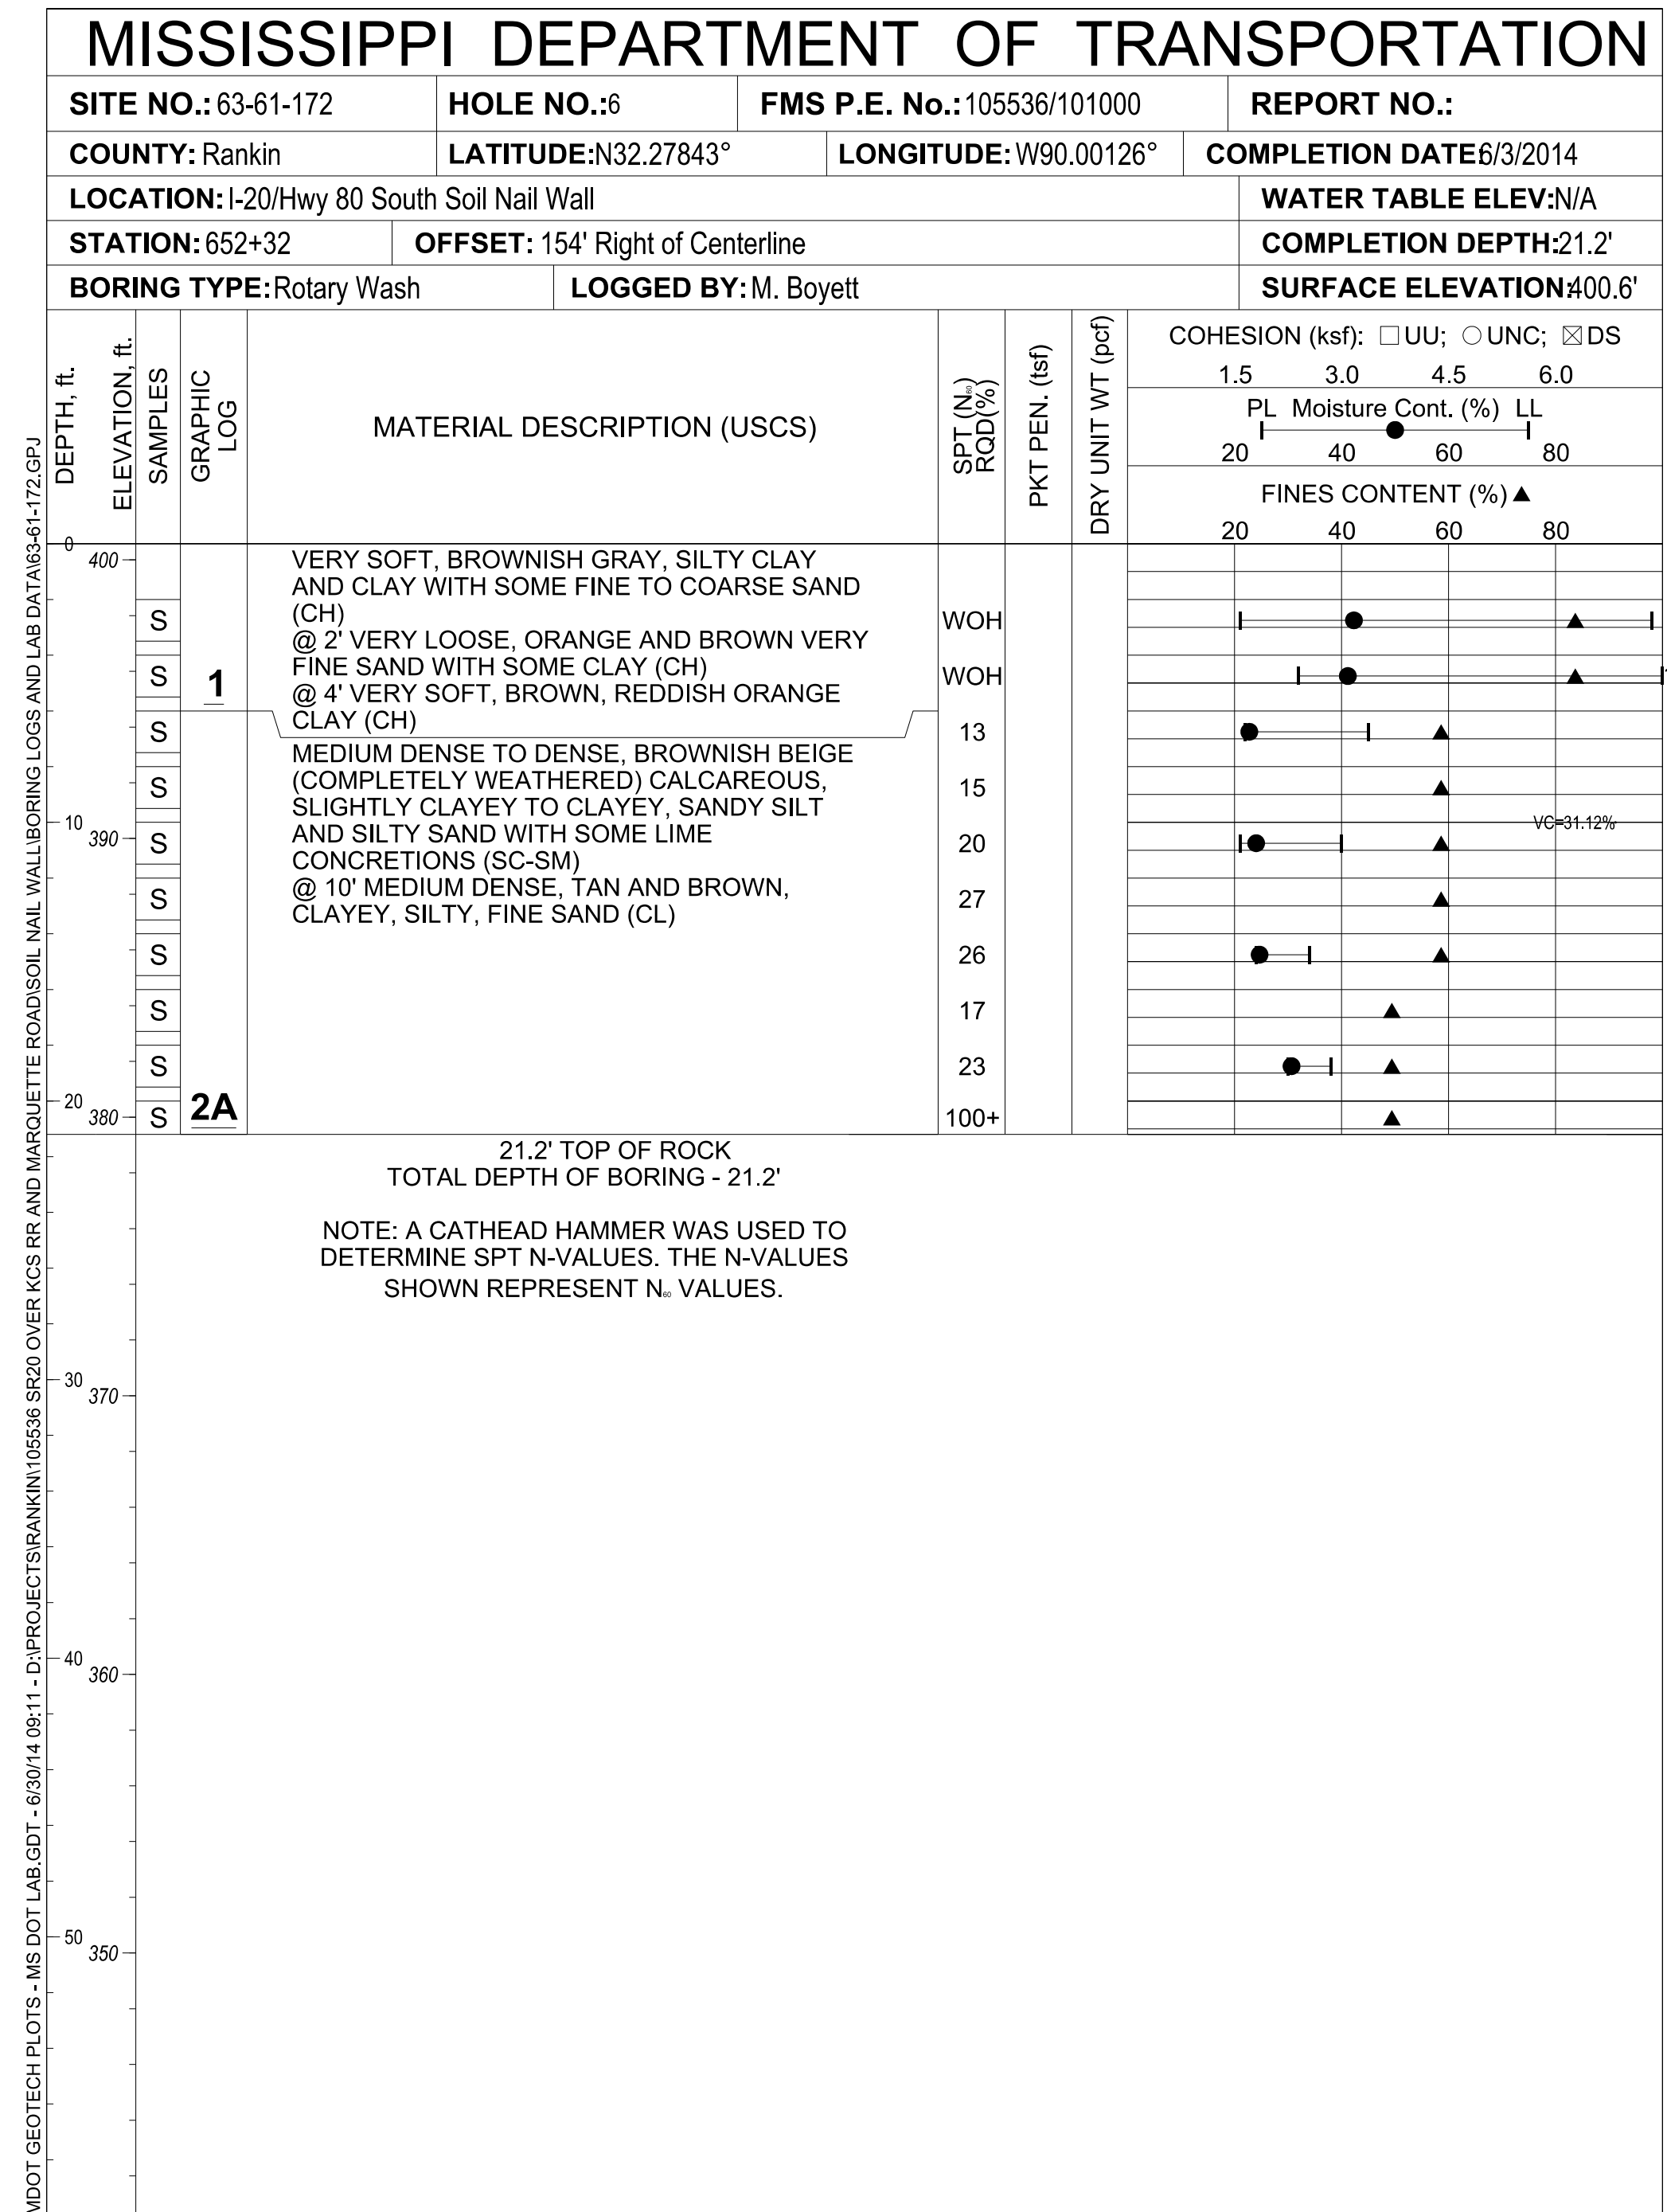 MISSISSIPPI DEPARTMENT OF TRANSPORTATION
SITE NO.: 63-61-172 HOLE NO.:6 FMS P.E. No.: 105536/101000 REPORT NO.:
COUNTY: Rankin LATITUDE:N32.27843° LONGITUDE: W90.00126° COMPLETION DATE:6/3/2014
LOCATION: I-20/Hwy 80 South Soil Nail Wall WATER TABLE ELEV:N/A
STATION: 652+32 OFFSET: 154' Right of Centerline COMPLETION DEPTH:21.2'
BORING TYPE: Rotary Wash LOGGED BY: M. Boyett SURFACE ELEVATION:400.6'
DEPTH, ft.
ELEVATION, ft.
SAMPLES
GRAPHIC
LOG
MATERIAL DESCRIPTION (USCS)
SPT (N60)
RQD(%)
PKT PEN. (tsf)
DRY UNIT WT (pcf)
COHESION (ksf): UU; UNC; DS
1.5 3.0 4.5 6.0
PL Moisture Cont. (%) LL
20 40 60 80
FINES CONTENT (%) ▲
20 40 60 80
0
400
VERY SOFT, BROWNISH GRAY, SILTY CLAY
AND CLAY WITH SOME FINE TO COARSE SAND
(CH)
S WOH
@ 2' VERY LOOSE, ORANGE AND BROWN VERY
FINE SAND WITH SOME CLAY (CH)
S 1 WOH
@ 4' VERY SOFT, BROWN, REDDISH ORANGE
CLAY (CH)
S 13
MEDIUM DENSE TO DENSE, BROWNISH BEIGE
(COMPLETELY WEATHERED) CALCAREOUS,
S 15
SLIGHTLY CLAYEY TO CLAYEY, SANDY SILT
10 VC=31.12%
390 AND SILTY SAND WITH SOME LIME
S 20
CONCRETIONS (SC-SM)
@ 10' MEDIUM DENSE, TAN AND BROWN,
S 27
CLAYEY, SILTY, FINE SAND (CL)
S 26
S 17
S 23
20
380 S 2A 100+
21.2' TOP OF ROCK
TOTAL DEPTH OF BORING - 21.2'
NOTE: A CATHEAD HAMMER WAS USED TO
DETERMINE SPT N-VALUES. THE N-VALUES
SHOWN REPRESENT N60 VALUES.
30
370
40
360
50
350
MDOT GEOTECH PLOTS - MS DOT LAB.GDT - 6/30/14 09:11 - D:\PROJECTS\RANKIN\105536 SR20 OVER KCS RR AND MARQUETTE ROAD\SOIL NAIL WALL\BORING LOGS AND LAB DATA\63-61-172.GPJ